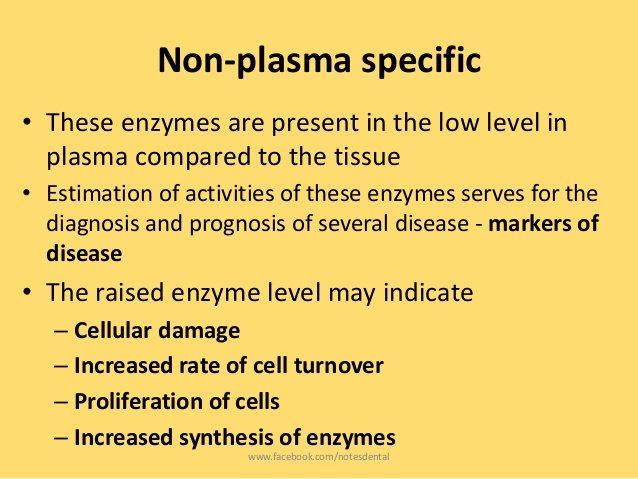 Non-plasma specific
• These enzymes are present in the low level in
plasma compared to the tissue
• Estimation of activities of these enzymes serves for the
diagnosis and prognosis of several disease - markers of
disease
• The raised enzyme level may indicate
– Cellular damage
– Increased rate of cell turnover
– Proliferation of cells
– Increased synthesis of enzymes
www.facebook.com/notesdental